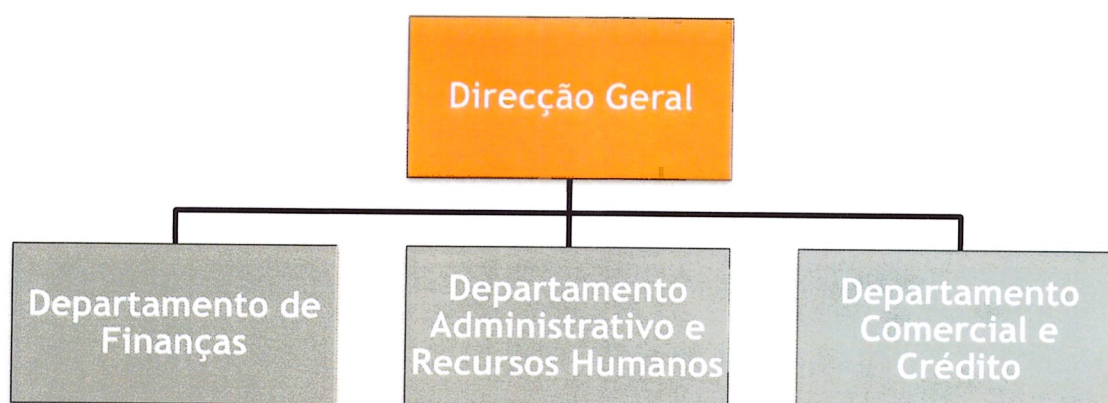 Direcção Geral
Departamento de
Finanças
Departamento
Administrativo e
Recursos Humanos
Departamento
Comercial e
Crédito